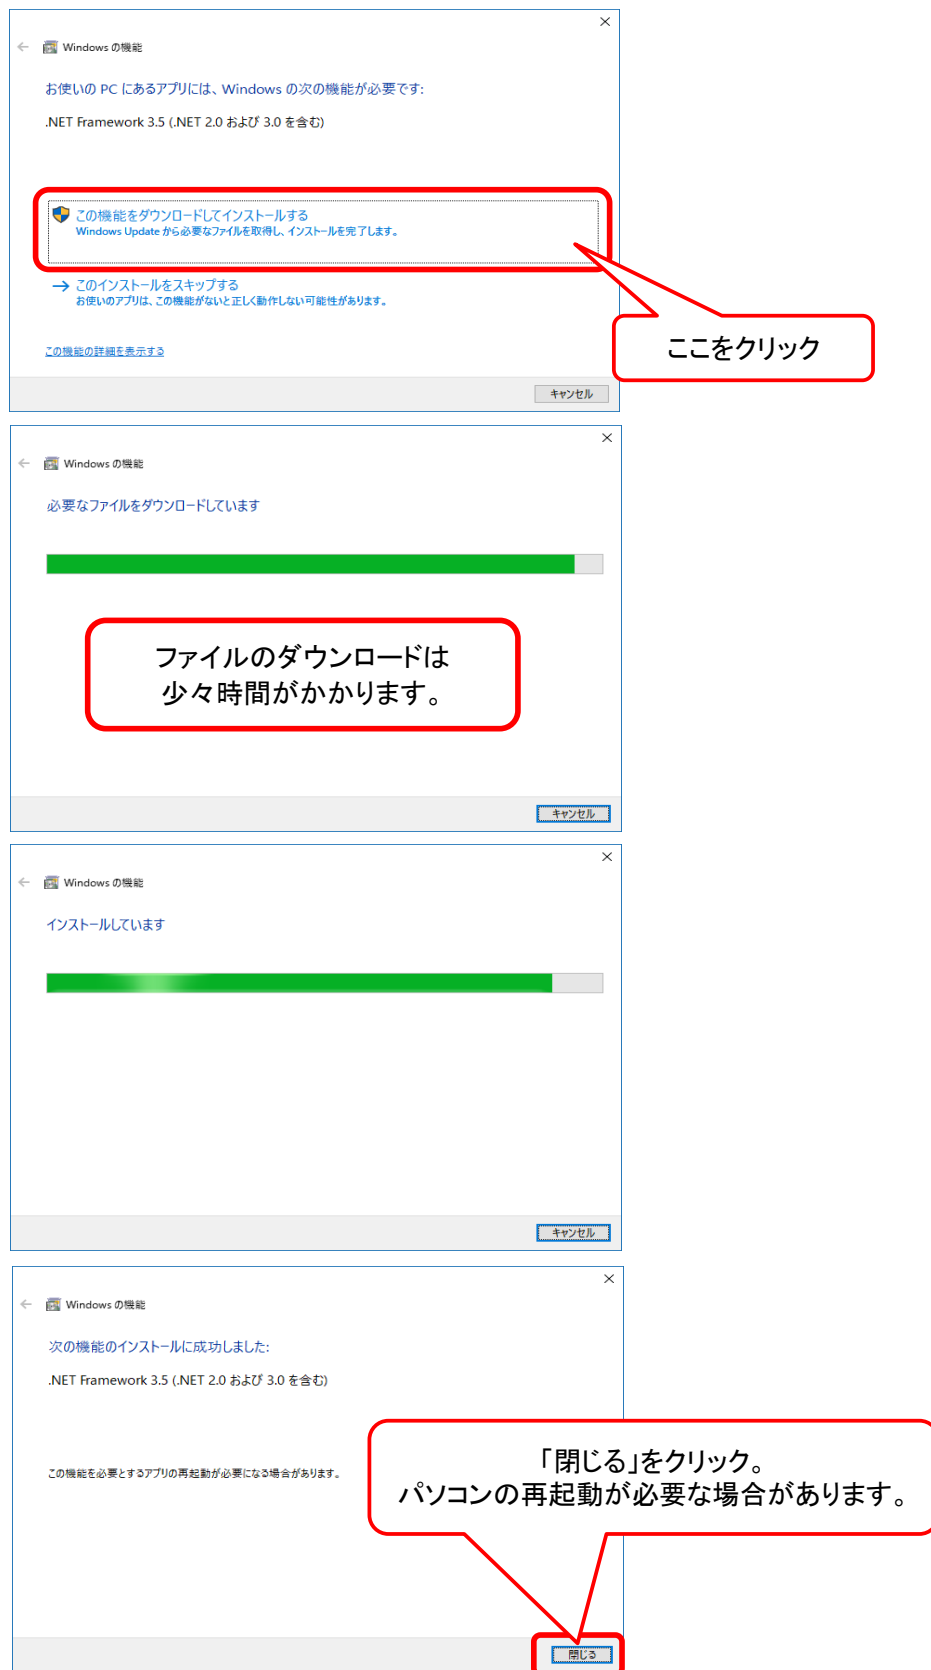 Windows の機能
お使いの PC にあるアプリには、Windows の次の機能が必要です:
.NET Framework 3.5 (.NET 2.0 および 3.0 を含む)
この機能をダウンロードしてインストールする
Windows Update から必要なファイルを取得し、インストールを完了します。
このインストールをスキップする
お使いのアプリは、この機能がないと正しく動作しない可能性があります。
ここをクリック
この機能の詳細を表示する
キャンセル
Windows の機能
必要なファイルをダウンロードしています
ファイルのダウンロードは
少々時間がかかります。
キャンセル
Windows の機能
インストールしています
キャンセル
Windows の機能
次の機能のインストールに成功しました:
.NET Framework 3.5 (.NET 2.0 および 3.0 を含む)
この機能を必要とするアプリの再起動が必要になる場合があります。
「閉じる」をクリック。
パソコンの再起動が必要な場合があります。
閉じる